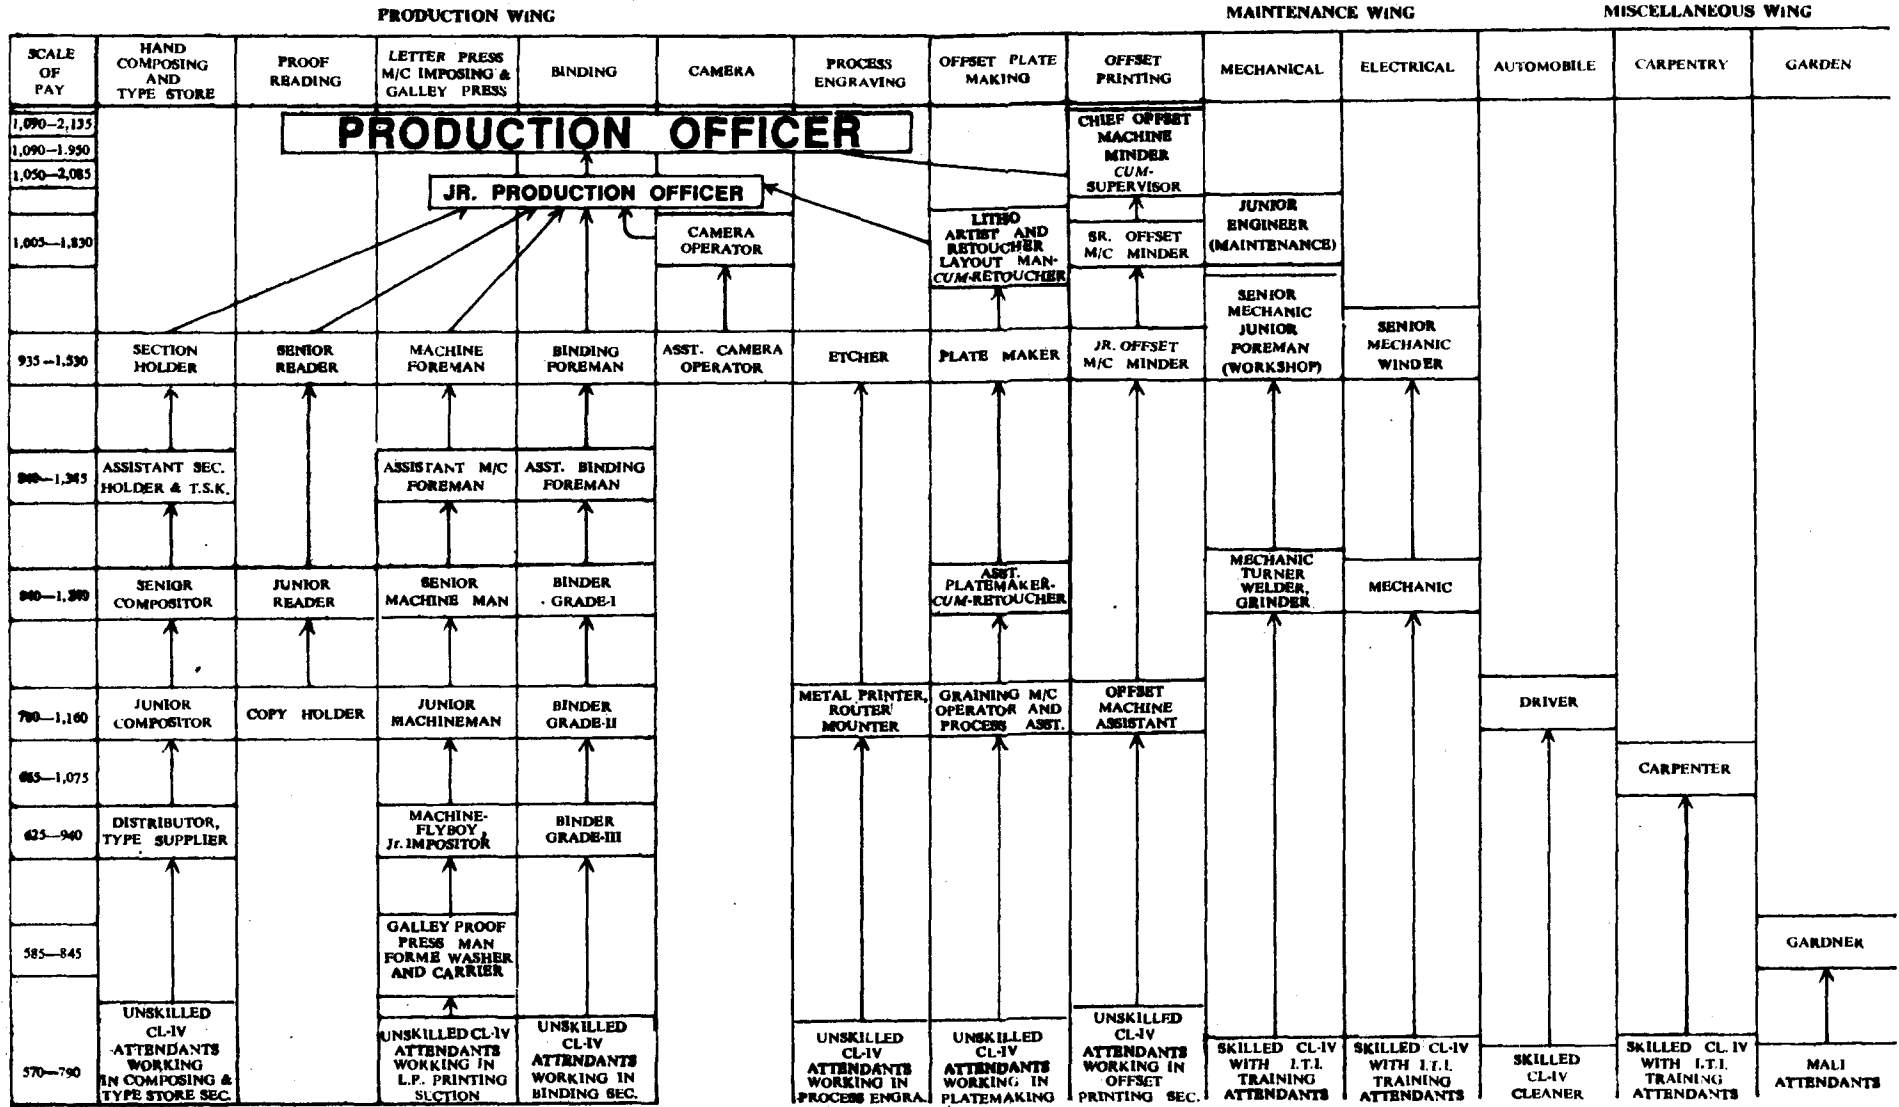 PRODUCTION WING
MAINTENANCE WING
MISCELLANEOUS WING
SCALE
OF
PAY
HAND
COMPOSING
AND
TYPE STORE
PROOF
READING
LETTER PRESS
M/C IMPOSING &
GALLEY PRESS
BINDING
CAMERA
PROCESS
ENGRAVING
OFFSET PLATE
MAKING
OFFSET
PRINTING
MECHANICAL
ELECTRICAL
AUTOMOBILE
CARPENTRY
GARDEN
1,090—2,135
1,090—1.950
1,050—2,085
PRODUCTION OFFICER
CHIEF OFFSET
MACHINE
MINDER
CUM-
SUPERVISOR
JR. PRODUCTION OFFICER
1,005—1,830
CAMERA
OPERATOR
LITHO
ARTIST AND
RETOUCHER
LAYOUT MAN-
CUM-RETOUCHER
SR. OFFSET
M/C MINDER
JUNIOR
ENGINEER
(MAINTENANCE)
935—1,530
SECTION
HOLDER
SENIOR
READER
MACHINE
FOREMAN
BINDING
FOREMAN
ASST. CAMERA
OPERATOR
ETCHER
PLATE MAKER
JR. OFFSET
M/C MINDER
SENIOR
MECHANIC
JUNIOR
FOREMAN
(WORKSHOP)
SENIOR
MECHANIC
WINDER
ASSISTANT SEC.
HOLDER & T.S.K.
ASSISTANT M/C
FOREMAN
ASST. BINDING
FOREMAN
SENIOR
COMPOSITOR
JUNIOR
READER
SENIOR
MACHINE MAN
BINDER
GRADE-I
ASST.
PLATEMAKER-
CUM-RETOUCHER
MECHANIC
TURNER
WELDER,
GRINDER
MECHANIC
700—1,160
JUNIOR
COMPOSITOR
COPY HOLDER
JUNIOR
MACHINEMAN
BINDER
GRADE-II
METAL PRINTER,
ROUTER
MOUNTER
GRAINING M/C
OPERATOR AND
PROCESS ASST.
OFFSET
MACHINE
ASSISTANT
DRIVER
CARPENTER
625—940
DISTRIBUTOR,
TYPE SUPPLIER
MACHINE-
FLYBOY,
Jr. IMPOSITOR
BINDER
GRADE-III
585—845
GALLEY PROOF
PRESS MAN
FORME WASHER
AND CARRIER
GARDNER
570—790
UNSKILLED
CL-IV
ATTENDANTS
WORKING
IN COMPOSING &
TYPE STORE SEC.
UNSKILLED CL-IV
ATTENDANTS
WORKING IN
L.P. PRINTING
SECTION
UNSKILLED
CL-IV
ATTENDANTS
WORKING IN
BINDING SEC.
UNSKILLED
CL-IV
ATTENDANTS
WORKING IN
PROCESS ENGRA.
UNSKILLED
CL-IV
ATTENDANTS
WORKING IN
PLATEMAKING
UNSKILLED
CL-IV
ATTENDANTS
WORKING IN
OFFSET
PRINTING SEC.
SKILLED CL-IV
WITH I.T.I.
TRAINING
ATTENDANTS
SKILLED CL-IV
WITH I.T.I.
TRAINING
ATTENDANTS
SKILLED
CL-IV
CLEANER
SKILLED CL. IV
WITH I.T.I.
TRAINING
ATTENDANTS
MALI
ATTENDANTS